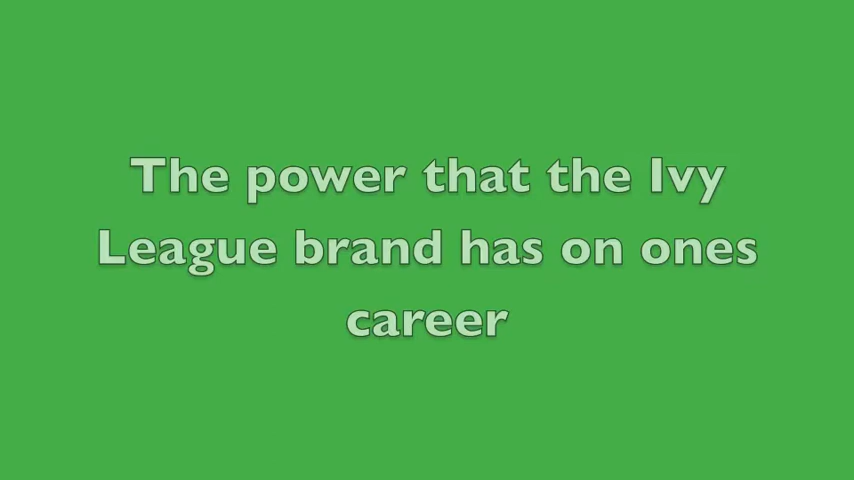 The power that the Ivy
League brand has on ones
career